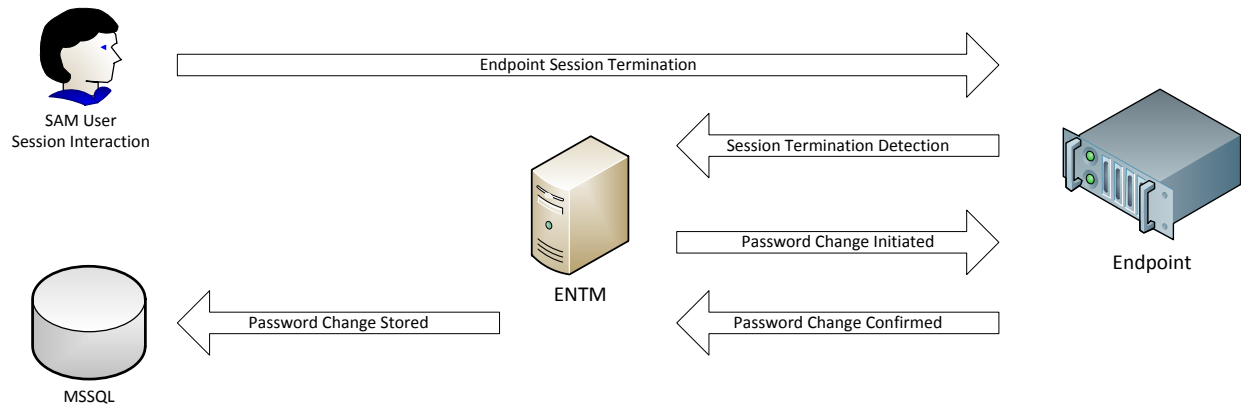 Endpoint Session Termination
SAM User
Session Interaction
Session Termination Detection
Password Change Initiated
Endpoint
ENTM
Password Change Stored
Password Change Confirmed
MSSQL